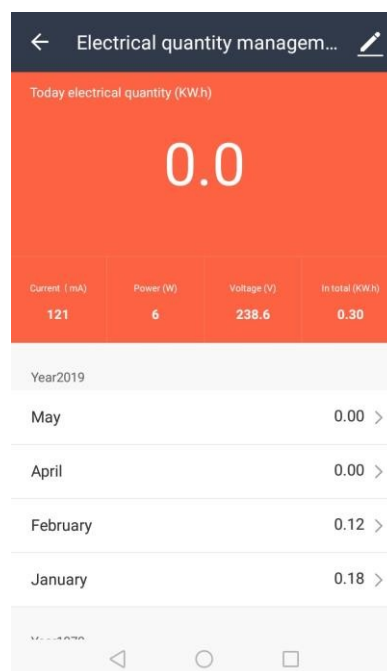 Electrical quantity managem...
Today electrical quantity (KW.h)
0.0
Current ( mA) Power (W) Voltage (V) In total (KW.h)
121 6 238.6 0.30
Year2019
May 0.00
April 0.00
February 0.12
January 0.18